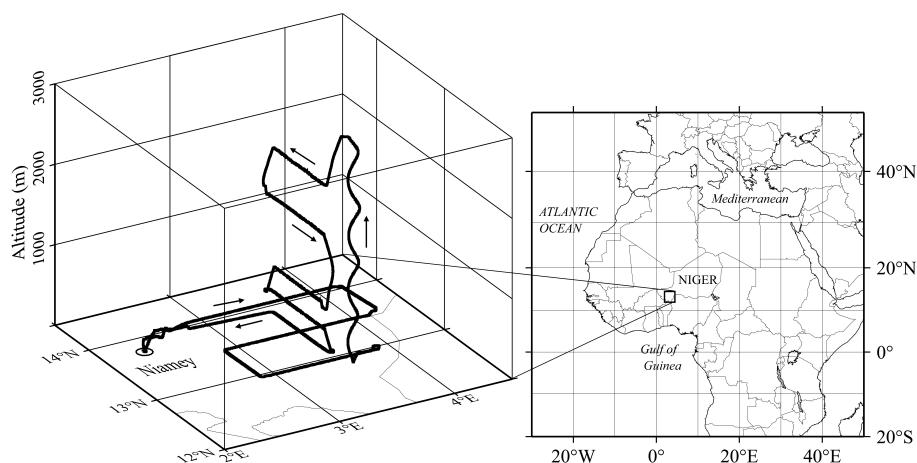 3000
2000
1000
Altitude (m)
14°N
13°N
12°N
2°E
3°E
4°E
Niamey
ATLANTIC
OCEAN
Mediterranean
NIGER
Gulf of
Guinea
40°N
20°N
0°
20°S
20°W
0°
20°E
40°E